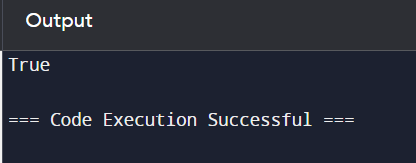 Output
True
=== Code Execution Successful ===